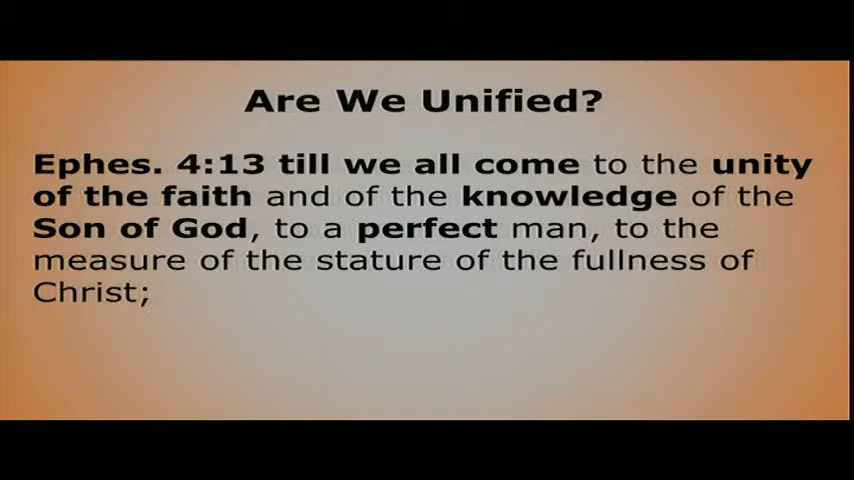 Are We Unified?
Ephes. 4:13 till we all come to the unity
of the faith and of the knowledge of the
Son of God, to a perfect man, to the
measure of the stature of the fullness of
Christ;